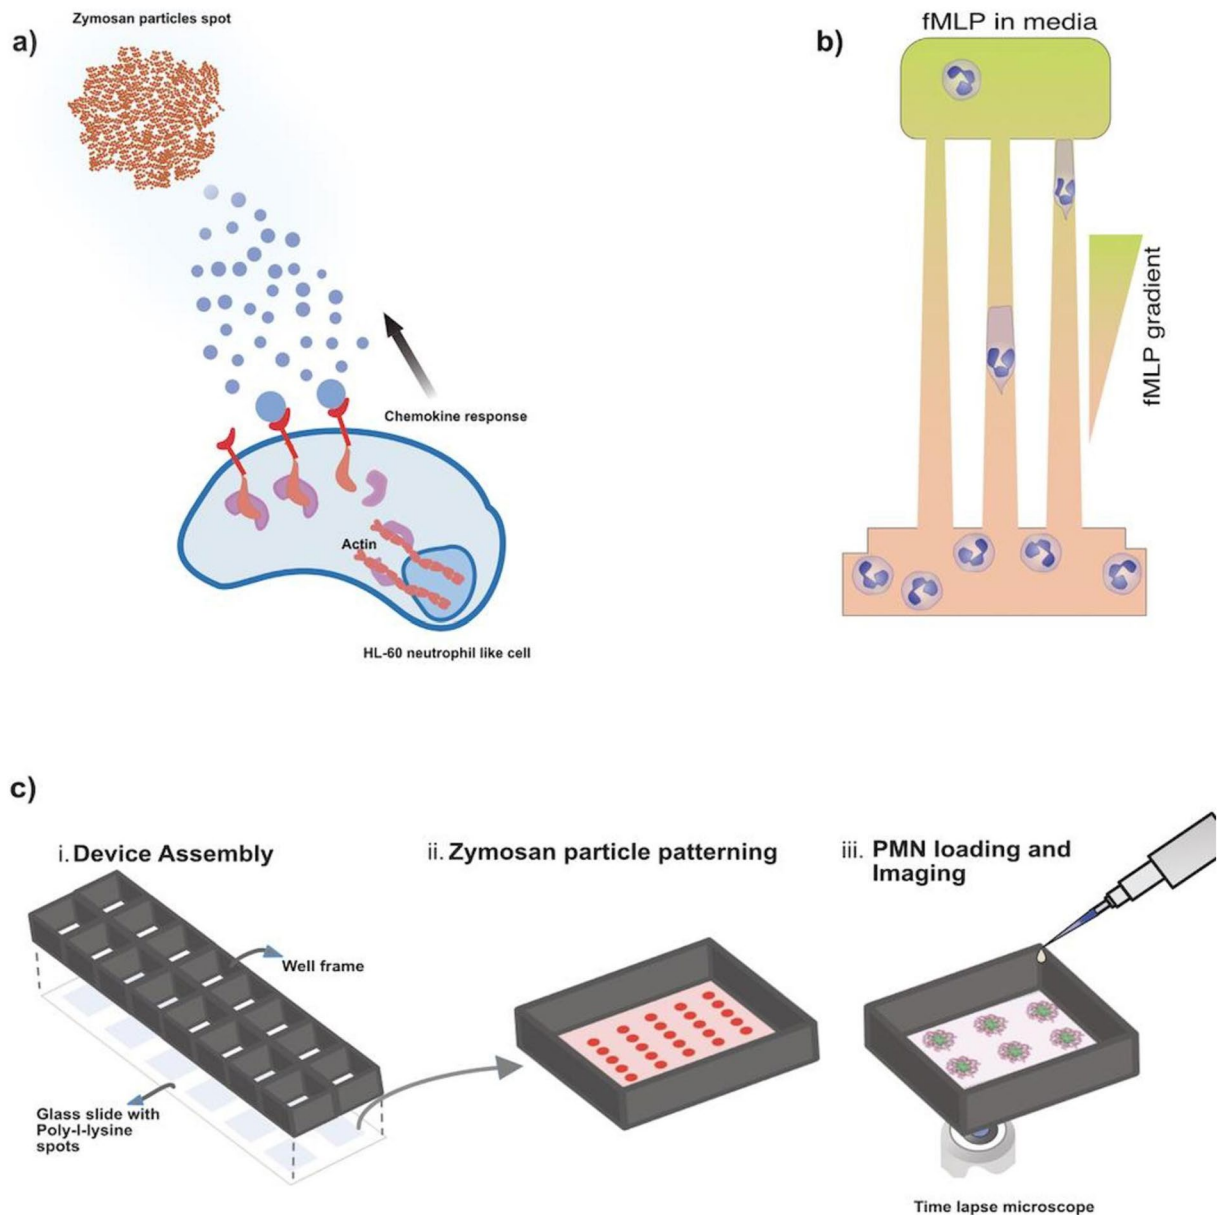 a)
Zymosan particles spot
Chemokine response
Actin
HL-60 neutrophil like cell
b)
fMLP in media
fMLP gradient
c)
i. Device Assembly
Well frame
Glass slide with
Poly-l-lysine
spots
ii. Zymosan particle patterning
iii. PMN loading and
Imaging
Time lapse microscope